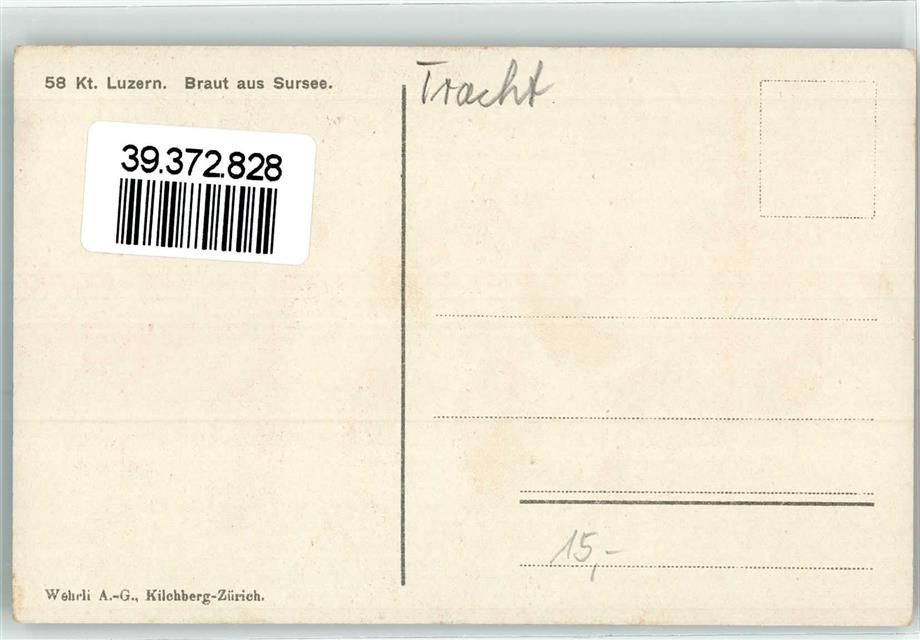 58 Kt. Luzern. Braut aus Sursee.
Tracht
39.372.828
15,-
Wehrli A.-G., Kilchberg-Zürich.